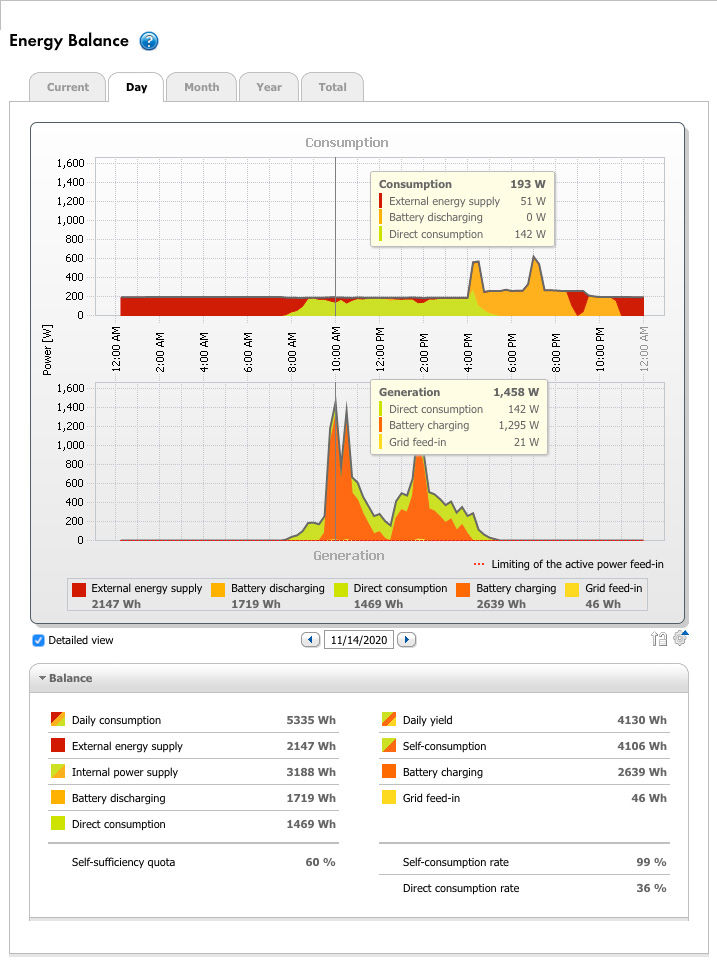 Energy Balance ?
Current Day Month Year Total
Consumption
1,600
1,400
1,200
1,000
800
600
400
200
0
Consumption 193 W
External energy supply 51 W
Battery discharging 0 W
Direct consumption 142 W
Power [W]
12:00 AM 2:00 AM 4:00 AM 6:00 AM 8:00 AM 10:00 AM 12:00 PM 2:00 PM 4:00 PM 6:00 PM 8:00 PM 10:00 PM 12:00 AM
1,600
1,400
1,200
1,000
800
600
400
200
0
Generation 1,458 W
Direct consumption 142 W
Battery charging 1,295 W
Grid feed-in 21 W
Generation
Limiting of the active power feed-in
External energy supply Battery discharging Direct consumption Battery charging Grid feed-in
2147 Wh 1719 Wh 1469 Wh 2639 Wh 46 Wh
Detailed view 11/14/2020
Balance
Daily consumption 5335 Wh Daily yield 4130 Wh
External energy supply 2147 Wh Self-consumption 4106 Wh
Internal power supply 3188 Wh Battery charging 2639 Wh
Battery discharging 1719 Wh Grid feed-in 46 Wh
Direct consumption 1469 Wh
Self-sufficiency quota 60 % Self-consumption rate 99 %
Direct consumption rate 36 %